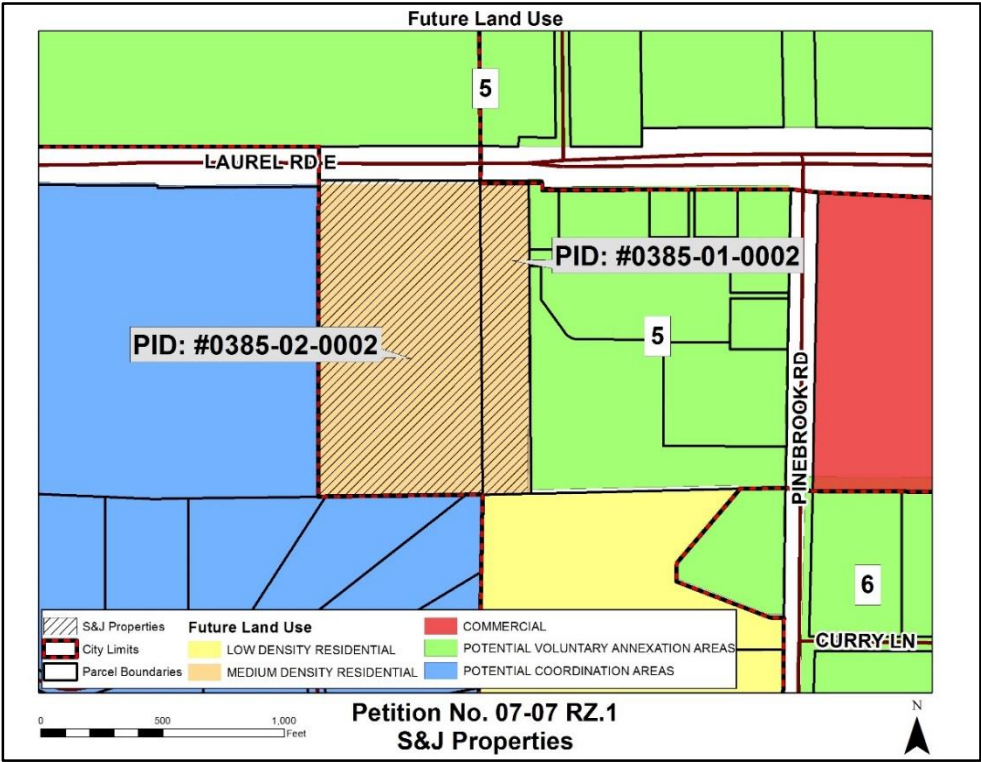 Future Land Use
5
LAUREL RD E
PID: #0385-01-0002
PID: #0385-02-0002
5
PINEBROOK RD
6
CURRY LN
S&J Properties
City Limits
Parcel Boundaries
Future Land Use
LOW DENSITY RESIDENTIAL
MEDIUM DENSITY RESIDENTIAL
COMMERCIAL
POTENTIAL VOLUNTARY ANNEXATION AREAS
POTENTIAL COORDINATION AREAS
0 500 1,000
Feet
Petition No. 07-07 RZ.1
S&J Properties
N